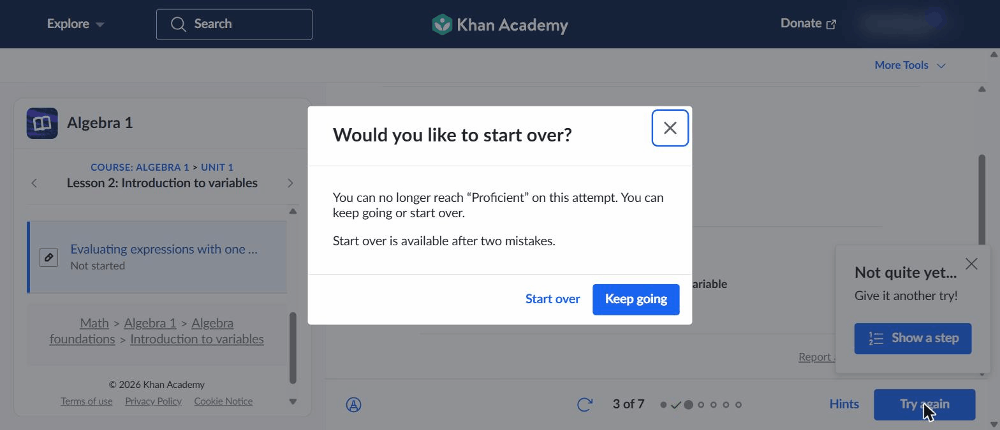 Explore
Search
Khan Academy
Donate
More Tools
Algebra 1
COURSE: ALGEBRA 1 > UNIT 1
Lesson 2: Introduction to variables
Evaluating expressions with one ...
Not started
Math > Algebra 1 > Algebra
foundations > Introduction to variables
© 2026 Khan Academy
Terms of use Privacy Policy Cookie Notice
Would you like to start over?
You can no longer reach “Proficient” on this attempt. You can
keep going or start over.
Start over is available after two mistakes.
Start over
Keep going
ariable
Not quite yet...
Give it another try!
Show a step
Report
3 of 7
Hints
Try again